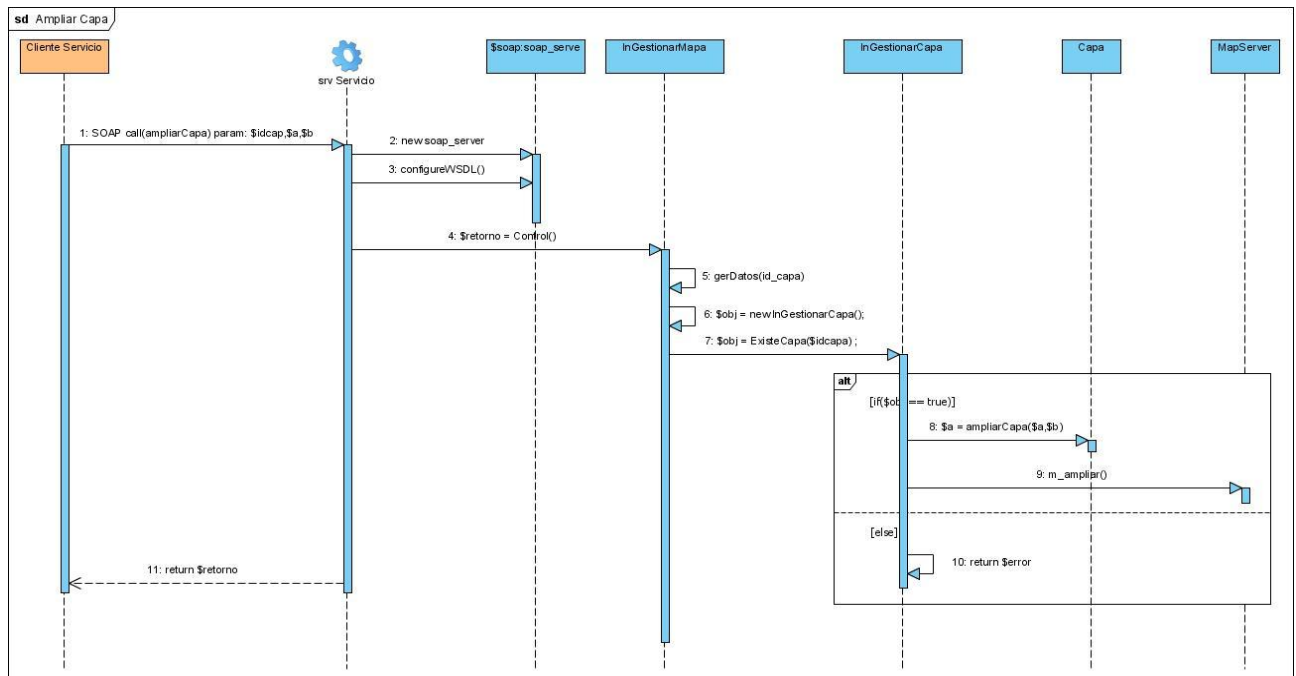 sd Ampliar Capa
Cliente Servicio
srv Servicio
$soap:soap_serve
InGestionarMapa
InGestionarCapa
Capa
MapServer
1: SOAP call(ampliarCapa) param: $idcap,$a,$b
2: new soap_server
3: configureWSDL()
4: $retorno = Control()
5: gerDatos(id_capa)
6: $obj = new InGestionarCapa();
7: $obj = ExisteCapa($idcapa) ;
alt
[if($obj == true)]
8: $a = ampliarCapa($a,$b)
9: m_ampliar()
[else]
10: return $error
11: return $retorno